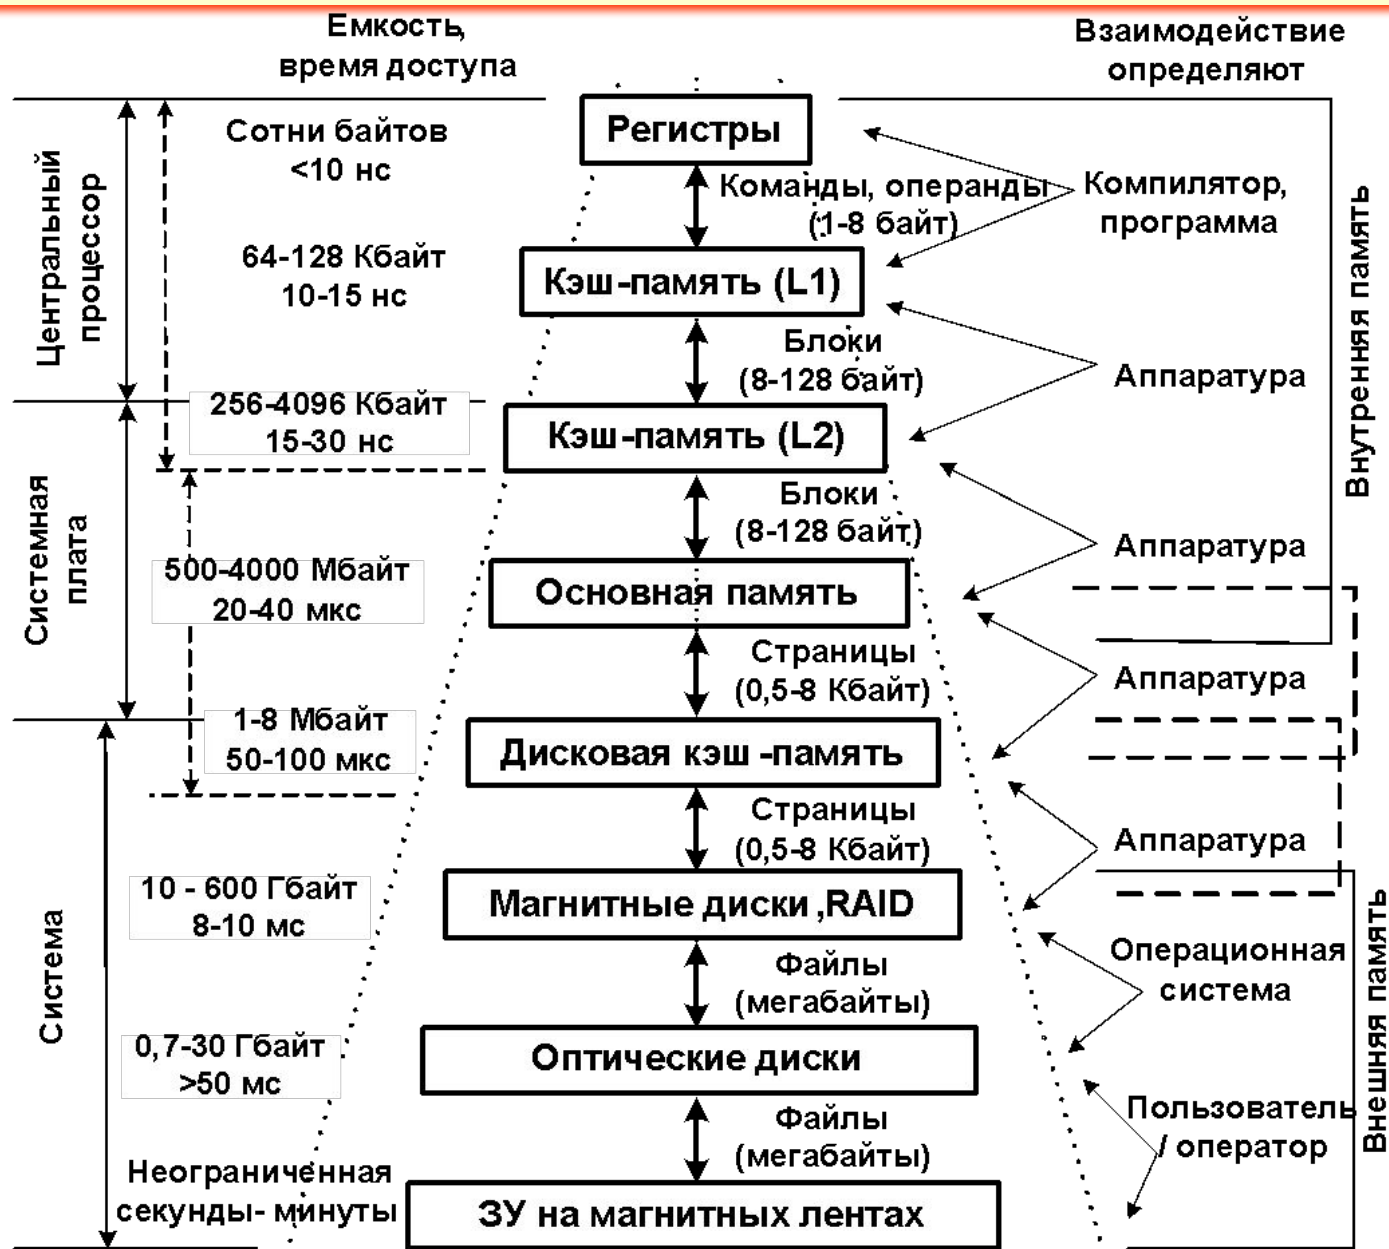 Емкость,
время доступа
Взаимодействие
определяют
Центральный
процессор
Сотни байтов
<10 нс
Регистры
Команды, операнды
(1-8 байт)
Компилятор,
программа
Внутренняя память
64-128 Кбайт
10-15 нс
Кэш-память (L1)
Блоки
(8-128 байт)
Аппаратура
256-4096 Кбайт
15-30 нс
Кэш-память (L2)
Системная
плата
Блоки
(8-128 байт)
Аппаратура
500-4000 Мбайт
20-40 мкс
Основная память
Страницы
(0,5-8 Кбайт)
Аппаратура
1-8 Мбайт
50-100 мкс
Дисковая кэш -память
Страницы
(0,5-8 Кбайт)
Аппаратура
Система
10 - 600 Гбайт
8-10 мс
Магнитные диски ,RAID
Файлы
(мегабайты)
Операционная
система
Внешняя память
0,7-30 Гбайт
>50 мс
Оптические диски
Файлы
(мегабайты)
Пользователь
/ оператор
Неограниченная
секунды- минуты
ЗУ на магнитных лентах